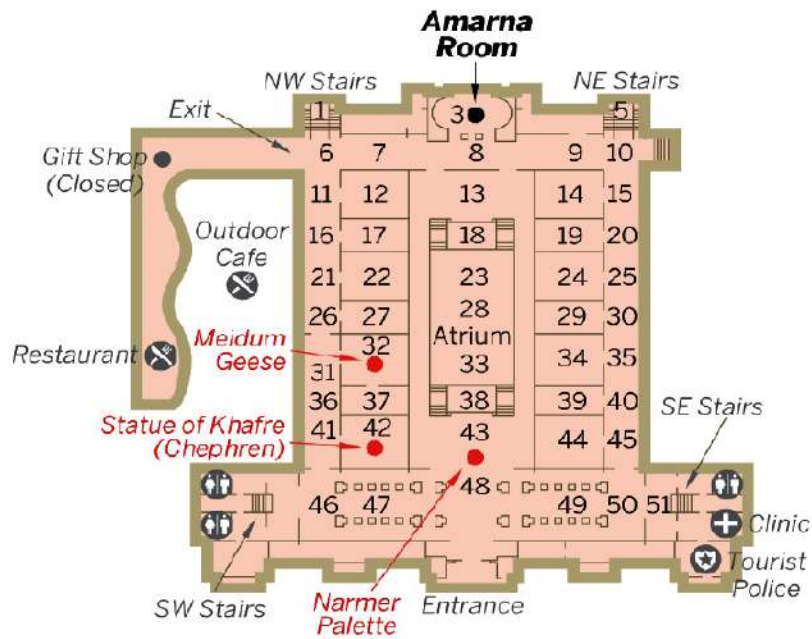 Amarna
Room
NW Stairs
NE Stairs
Exit
1
3
5
Gift Shop
(Closed)
6 7 8 9 10
11 12 13 14 15
Outdoor
Cafe
16 17 18 19 20
21 22 23 24 25
26 27 28 29 30
Atrium
Restaurant
Meidum
Geese
32
31
33 34 35
36 37 38 39 40
Statue of Khafre
(Chephren)
41 42 43 44 45
SE Stairs
46 47 48 49 50 51
Clinic
Tourist
Police
SW Stairs
Narmer
Palette
Entrance